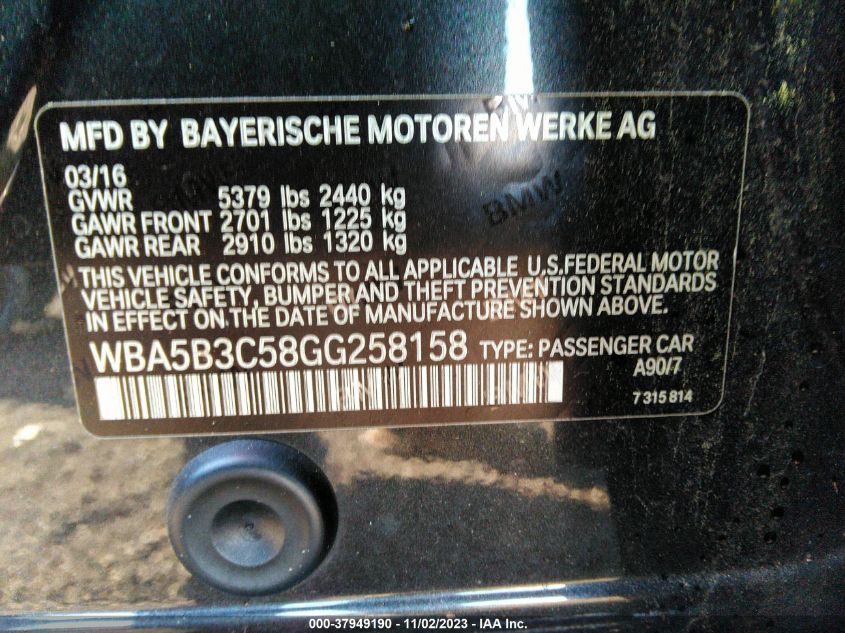 MFD BY BAYERISCHE MOTOREN WERKE AG
03/16
GVWR 5379 lbs 2440 kg
GAWR FRONT 2701 lbs 1225 kg
GAWR REAR 2910 lbs 1320 kg
BMW
THIS VEHICLE CONFORMS TO ALL APPLICABLE U.S.FEDERAL MOTOR
VEHICLE SAFETY, BUMPER AND THEFT PREVENTION STANDARDS
IN EFFECT ON THE DATE OF MANUFACTURE SHOWN ABOVE.
WBA5B3C58GG258158 TYPE: PASSENGER CAR
A90/7
7 315 814
000-37949190 - 11/02/2023 - IAA Inc.